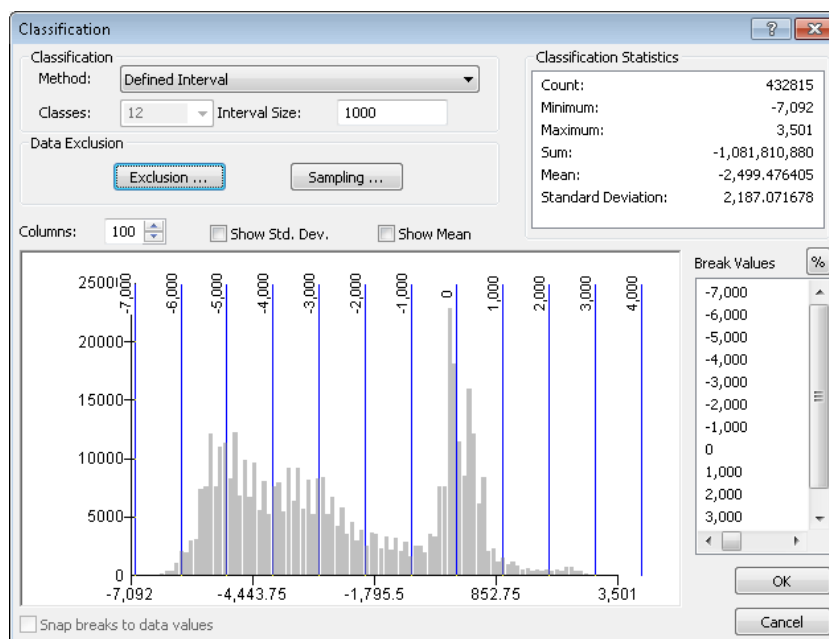 Classification
Classification
Method: Defined Interval
Classes: 12 Interval Size: 1000
Data Exclusion
Exclusion ... Sampling ...
Classification Statistics
Count: 432815
Minimum: -7,092
Maximum: 3,501
Sum: -1,081,810,880
Mean: -2,499.476405
Standard Deviation: 2,187.071678
Columns: 100 Show Std. Dev. Show Mean
-7,000 -6,000 -5,000 -4,000 -3,000 -2,000 -1,000 0 1,000 2,000 3,000 4,000
25000
20000
15000
10000
5000
0
-7,092 -4,443.75 -1,795.5 852.75 3,501
Break Values %
-7,000
-6,000
-5,000
-4,000
-3,000
-2,000
-1,000
0
1,000
2,000
3,000
OK
Snap breaks to data values
Cancel